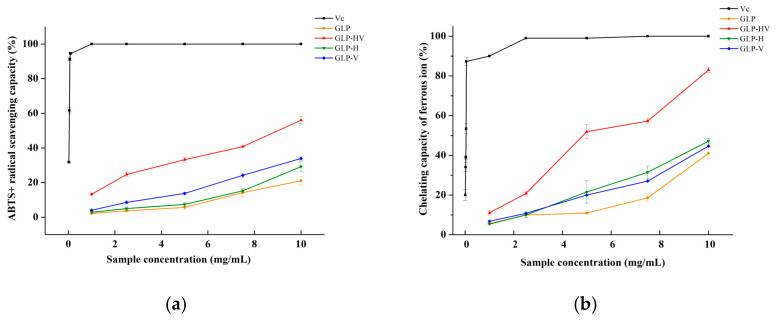 Vc
GLP
GLP-HV
GLP-H
GLP-V
100
80
60
40
20
0
0 2 4 6 8 10
ABTS+ radical scavenging capacity (%)
Sample concentration (mg/mL)
(a)
Vc
GLP
GLP-HV
GLP-H
GLP-V
100
80
60
40
20
0
0 2 4 6 8 10
Chelating capacity of ferrous ion (%)
Sample concentration (mg/mL)
(b)